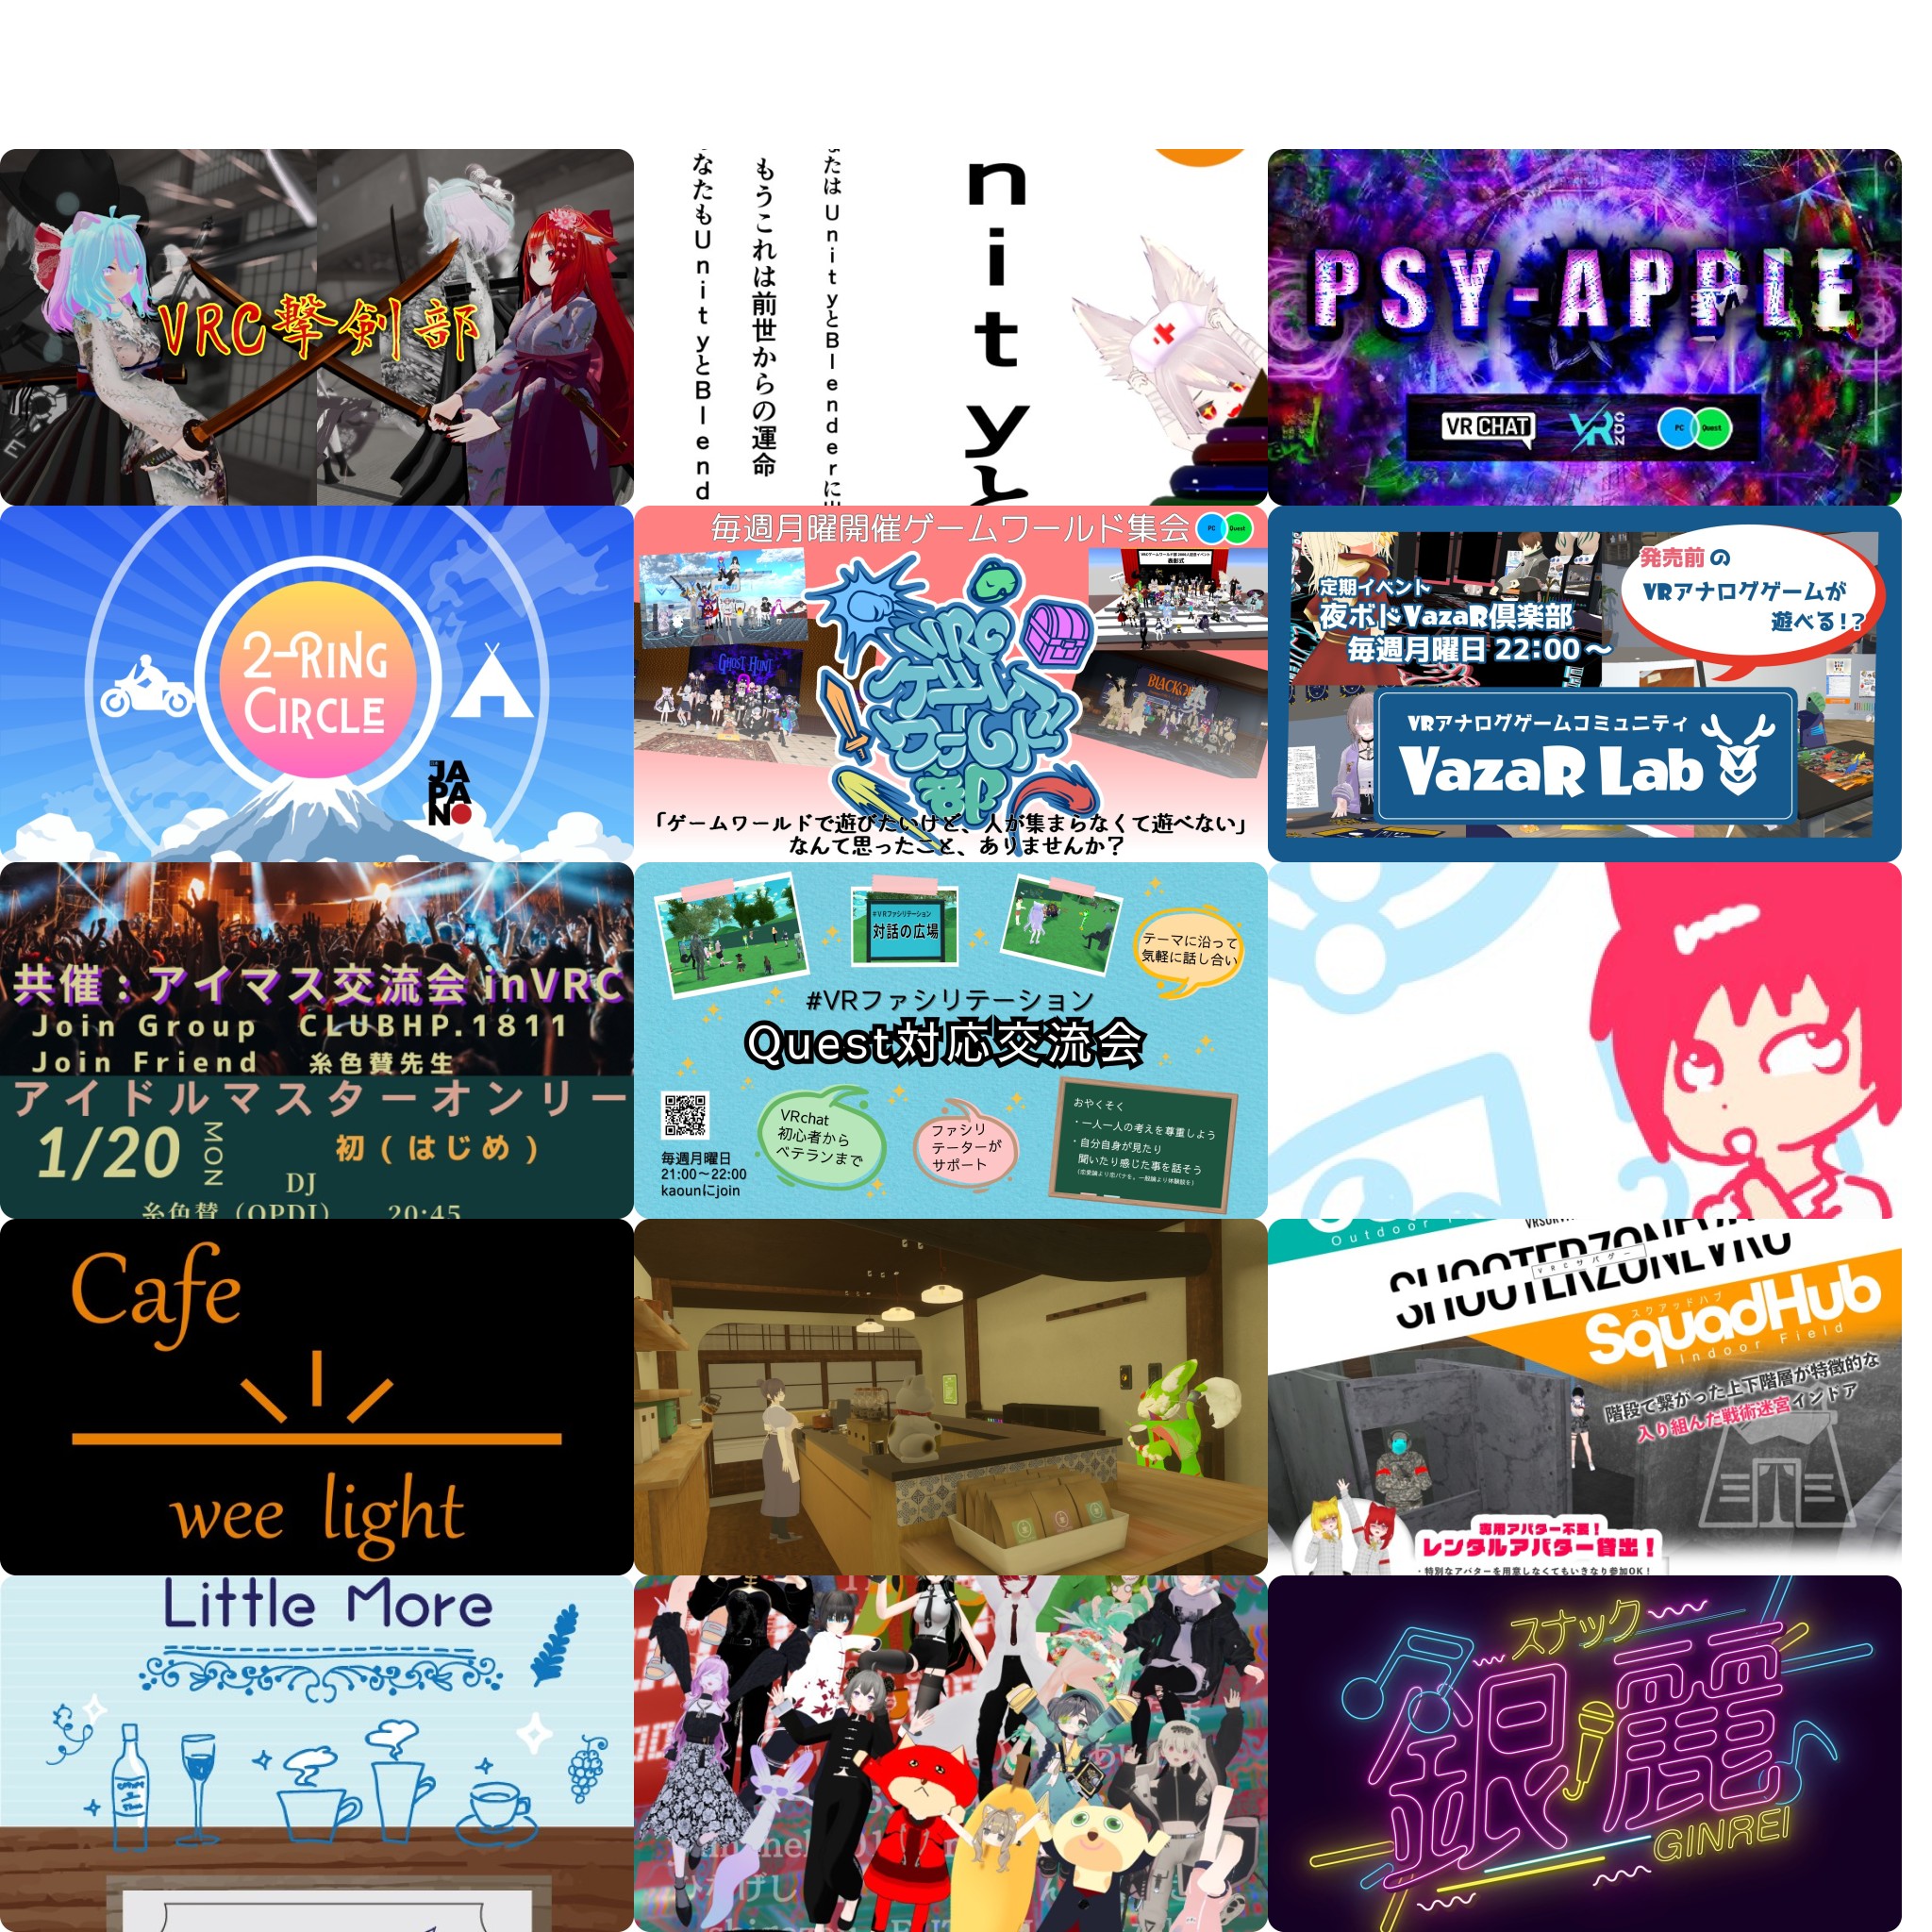 VRC撃剣部
nityと
たは UnityとBlenderに
もうこれは前世からの運命
なたもUnityとBlend
PSY-APPLE
VRCHAT
PC Quest
2-RING
CIRCLE
JA
PA
NO
毎週月曜開催ゲームワールド集会
PC Quest
GHOST HUNT
VRC
ゲーム
ワールド
部
「ゲームワールドで遊びたいけど、人が集まらなくて遊べない」
なんて思ったこと、ありませんか?
発売前の
VRアナログゲームが
遊べる!?
定期イベント
夜ボドVazaR倶楽部
毎週月曜日 22:00～
VRアナログゲームコミュニティ
VazaR Lab
共催:アイマス交流会 inVRC
Join Group CLUBHP.1811
Join Friend 糸色賛先生
アイドルマスターオンリー
1/20 MON
初(はじめ)
DJ
糸色賛(OPDJ) 20:45
#VRファシリテーション
対話の広場
テーマに沿って
気軽に話し合い
#VRファシリテーション
Quest対応交流会
毎週月曜日
21:00～22:00
kaounにjoin
VRchat
初心者から
ベテランまで
ファシリ
テーターが
サポート
おやくそく
・一人一人の考えを尊重しよう
・自分自身が見たり
聞いたり感じた事を話そう
Cafe
wee light
Outdoor
SHOOTERZONEVRC
VRCサバゲー
スクアッドハブ
SquadHub
Indoor Field
階段で繋がった上下階層が特徴的な
入り組んだ戦術迷宮インドア
専用アバター不要!
レンタルアバター貸出!
・特別なアバターを用意しなくてもいきなり参加OK!
Little More
スナック
銀麗
GINREI